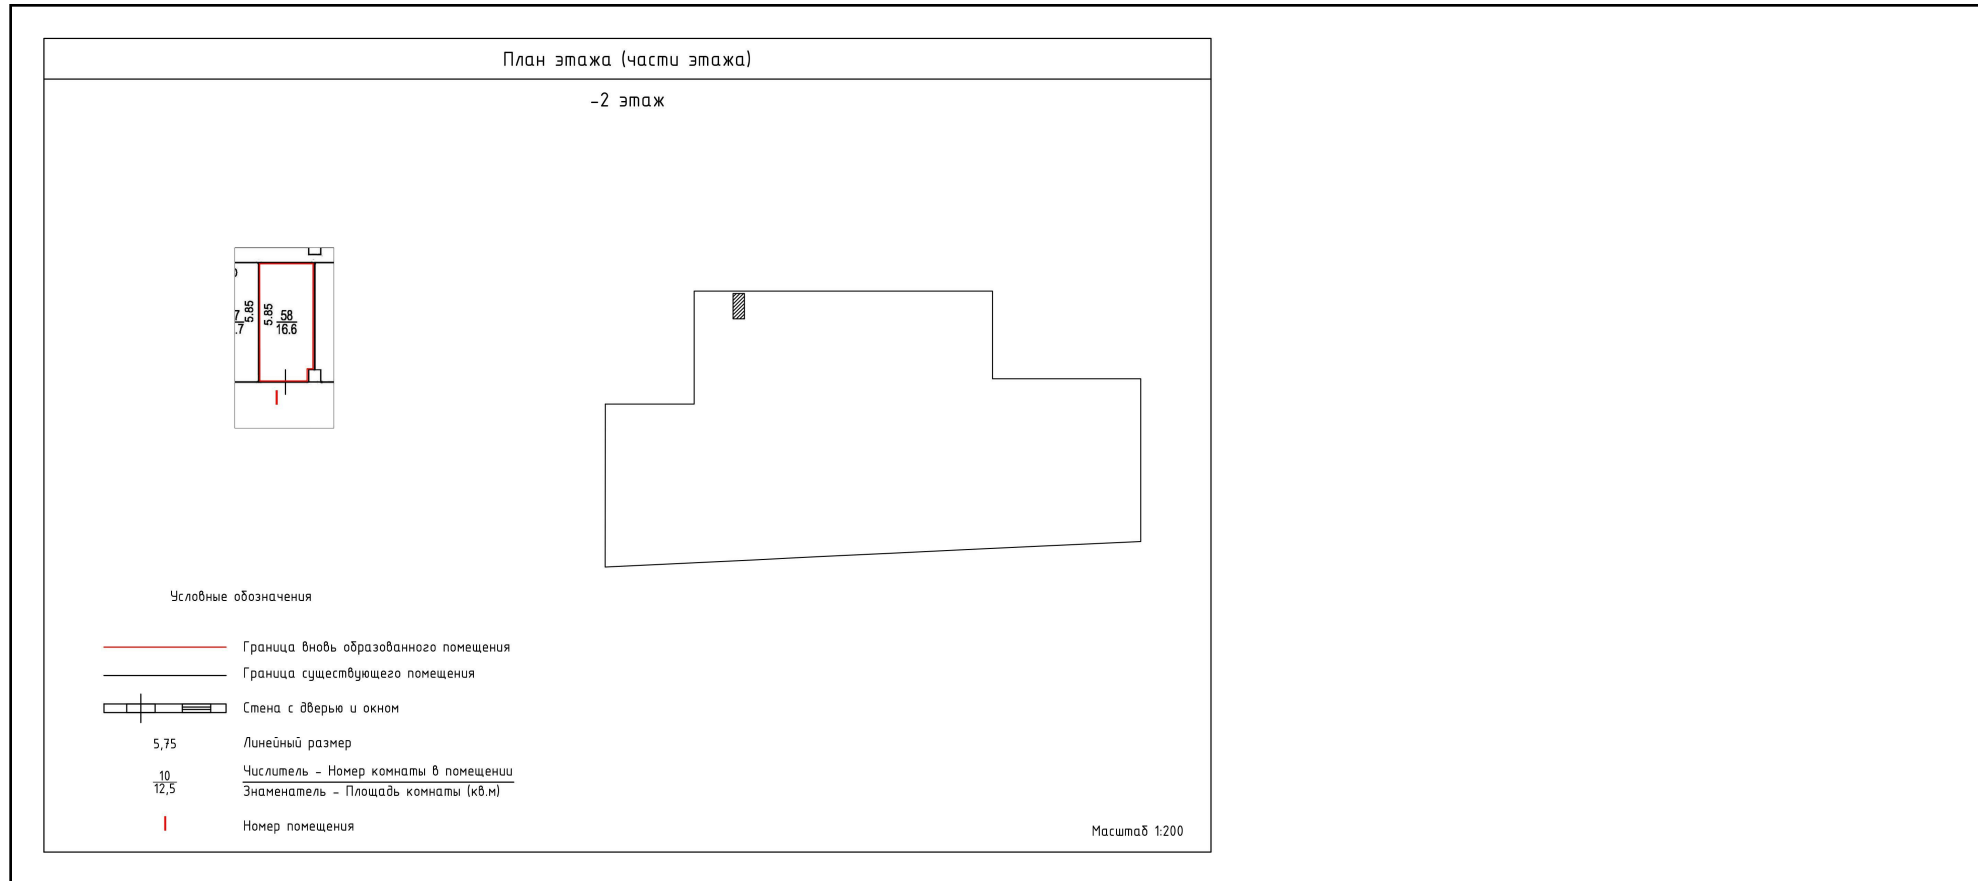 План этажа (части этажа)
-2 этаж
5.85
5.85
58
16.6
7
.7
I
Условные обозначения
Граница вновь образованного помещения
Граница существующего помещения
Стена с дверью и окном
5,75
Линейный размер
10
12,5
Числитель - Номер комнаты в помещении
Знаменатель - Площадь комнаты (кв.м)
I
Номер помещения
Масштаб 1:200